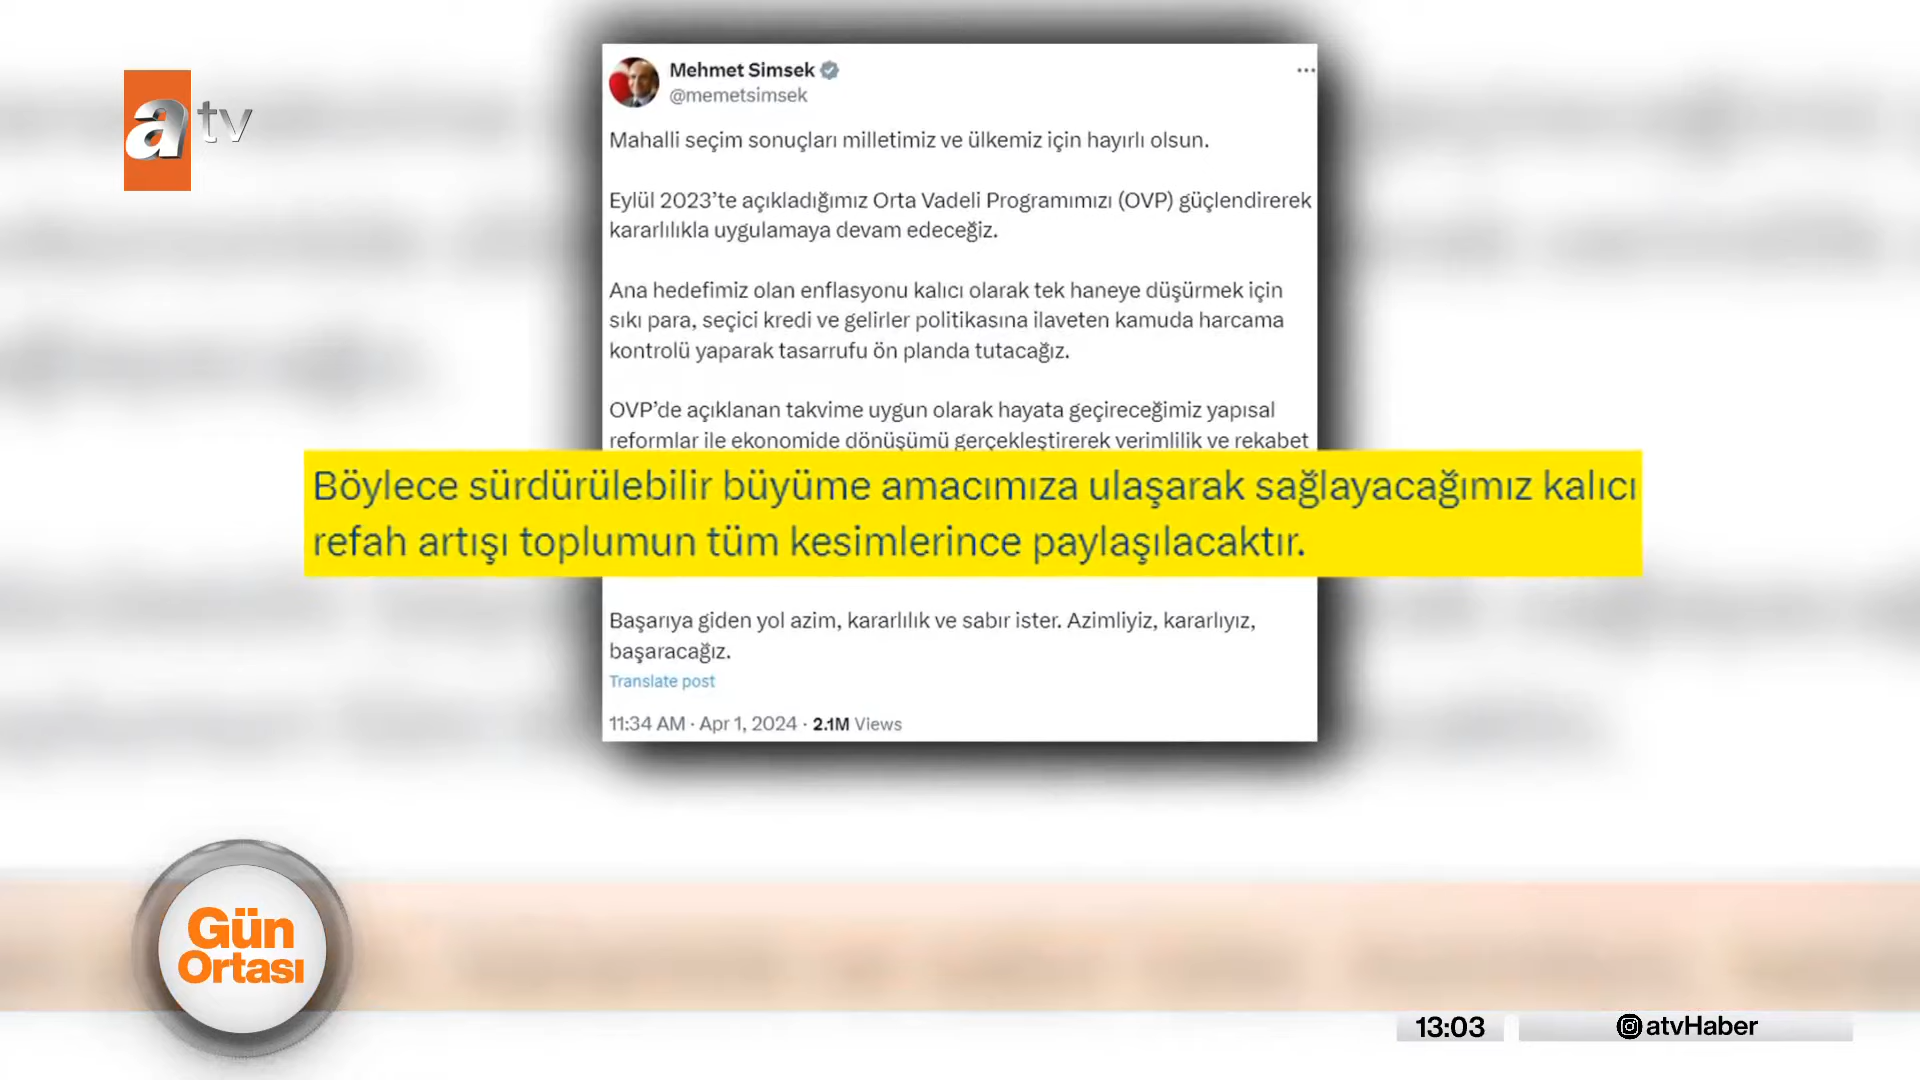 a tv
Mehmet Simsek
@memetsimsek
Mahalli seçim sonuçları milletimiz ve ülkemiz için hayırlı olsun.
Eylül 2023’te açıkladığımız Orta Vadeli Programımızı (OVP) güçlendirerek
kararlılıkla uygulamaya devam edeceğiz.
Ana hedefimiz olan enflasyonu kalıcı olarak tek haneye düşürmek için
sıkı para, seçici kredi ve gelirler politikasına ilaveten kamuda harcama
kontrolü yaparak tasarrufu ön planda tutacağız.
OVP’de açıklanan takvime uygun olarak hayata geçireceğimiz yapısal
reformlar ile ekonomide dönüşümü gerçekleştirerek verimlilik ve rekabet
Böylece sürdürülebilir büyüme amacımıza ulaşarak sağlayacağımız kalıcı
refah artışı toplumun tüm kesimlerince paylaşılacaktır.
Başarıya giden yol azim, kararlılık ve sabır ister. Azimliyiz, kararlıyız,
başaracağız.
Translate post
11:34 AM · Apr 1, 2024 · 2.1M Views
Gün
Ortası
13:03
atvHaber